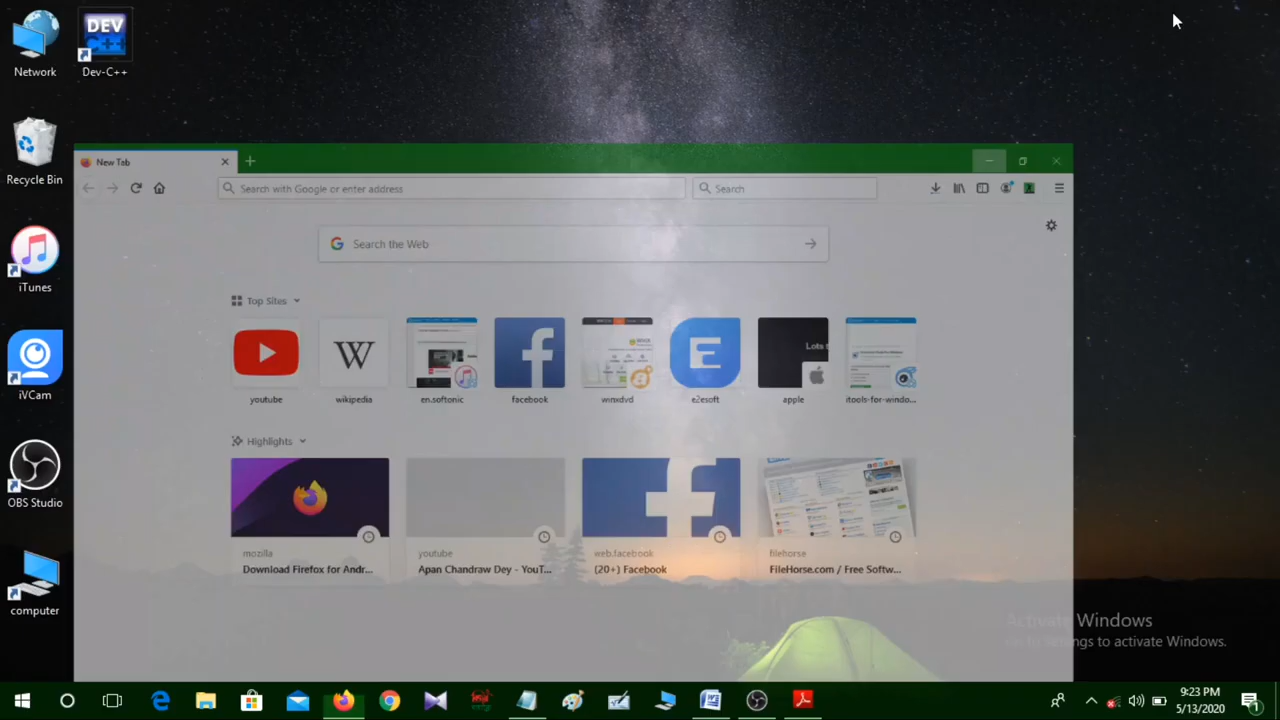 Network
DEV
C++
Dev-C++
Recycle Bin
iTunes
iVCam
OBS Studio
computer
New Tab
Search with Google or enter address
Search
Search the Web
Top Sites
W
youtube
wikipedia
en.softonic
facebook
winxdvd
E
e2esoft
Lots t
apple
itools-for-windo...
Highlights
mozilla
Download Firefox for Andr...
youtube
Apan Chandraw Dey - YouT...
web.facebook
(20+) Facebook
filehorse
FileHorse.com / Free Softw...
Activate Windows
Go to Settings to activate Windows.
9:23 PM
5/13/2020
1